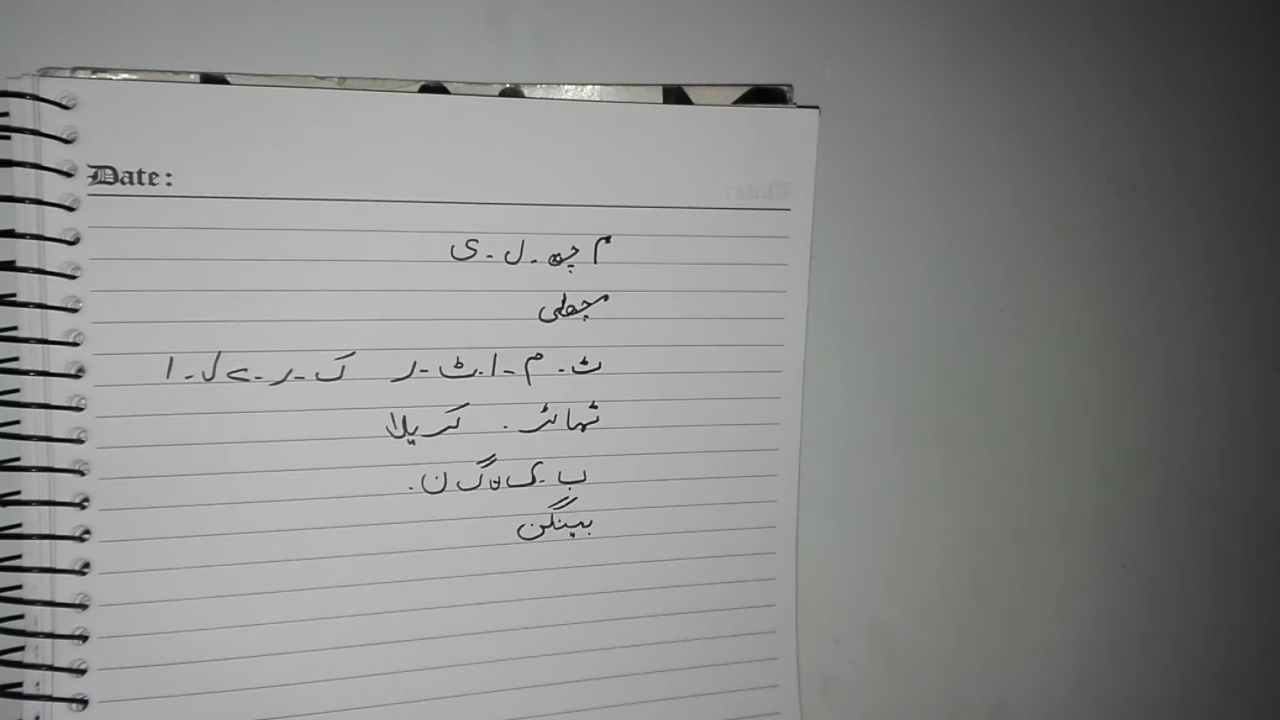 Date:
م چھ ۔ ل ۔ ی
مچھلی
ٹ ۔ م ۔ ا ۔ ٹ ۔ ر ک ۔ ر ۔ ے ۔ ل ۔ ا
ٹماٹر ۔ کریلا
ب ۔ ی ں گ ن ۔
بینگن